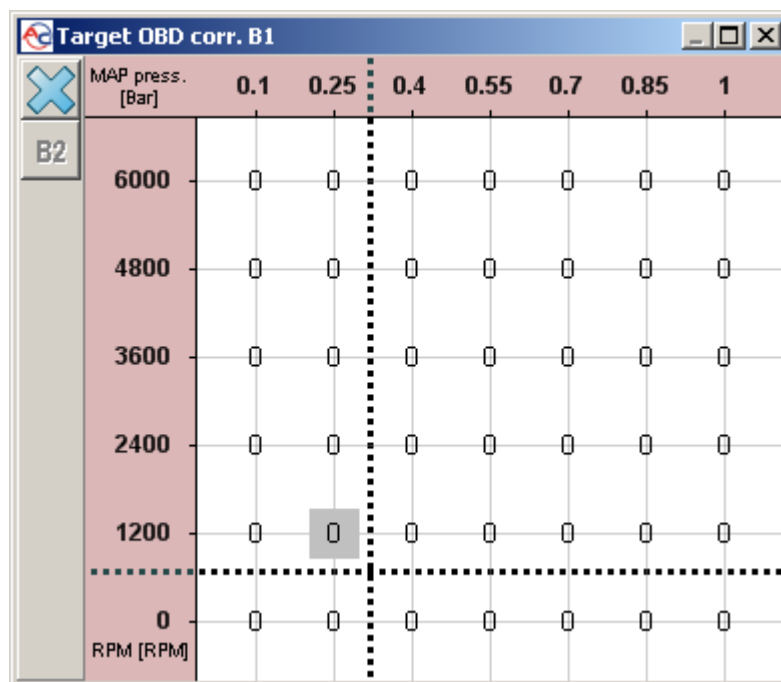 Target OBD corr. B1
MAP press. [Bar] 0.1 0.25 0.4 0.55 0.7 0.85 1
B2
6000 0 0 0 0 0 0 0
4800 0 0 0 0 0 0 0
3600 0 0 0 0 0 0 0
2400 0 0 0 0 0 0 0
1200 0 0 0 0 0 0 0
0 0 0 0 0 0 0 0
RPM [RPM]